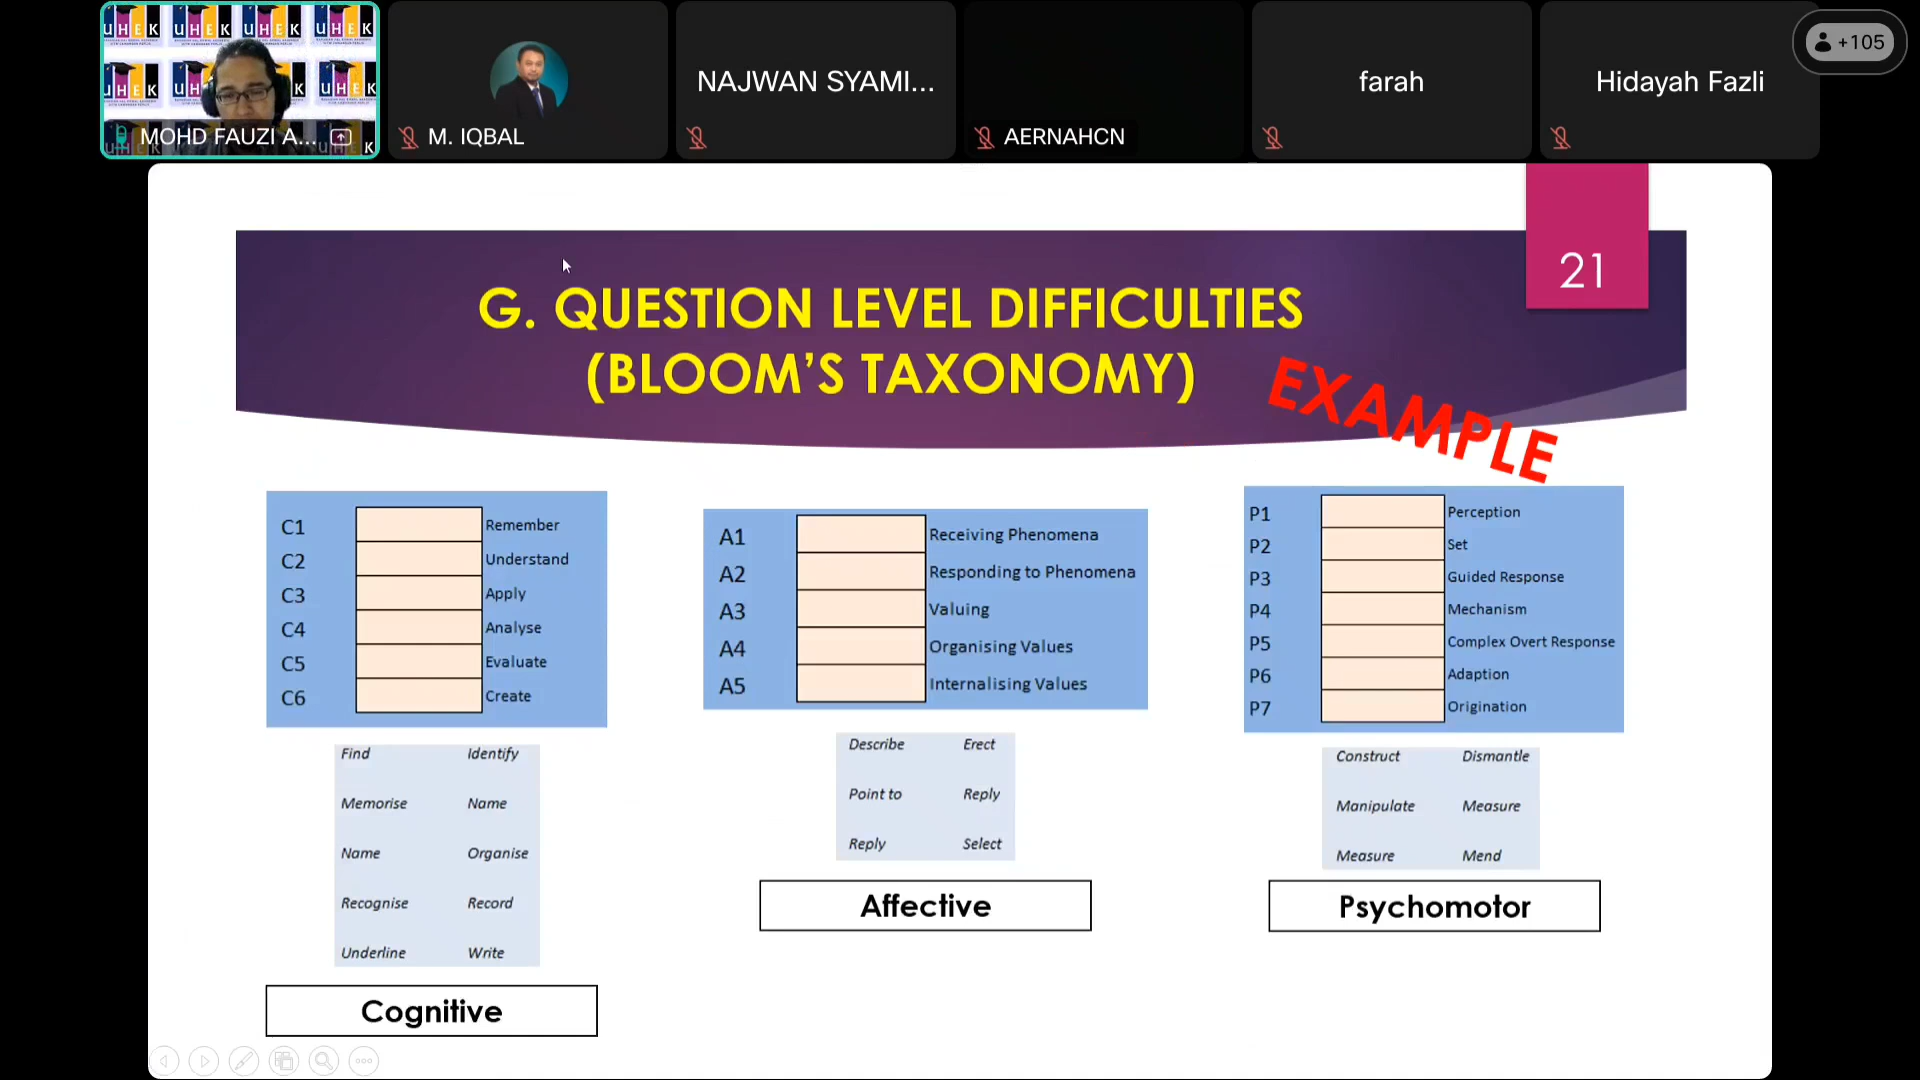 UHEK UHEK UHEK UHEK
MOHD FAUZI A...
M. IQBAL
NAJWAN SYAMI...
AERNAHCN
farah
Hidayah Fazli
+105
21
G. QUESTION LEVEL DIFFICULTIES
(BLOOM’S TAXONOMY)
EXAMPLE
C1 Remember
C2 Understand
C3 Apply
C4 Analyse
C5 Evaluate
C6 Create
Find Identify
Memorise Name
Name Organise
Recognise Record
Underline Write
Cognitive
A1 Receiving Phenomena
A2 Responding to Phenomena
A3 Valuing
A4 Organising Values
A5 Internalising Values
Describe Erect
Point to Reply
Reply Select
Affective
P1 Perception
P2 Set
P3 Guided Response
P4 Mechanism
P5 Complex Overt Response
P6 Adaption
P7 Origination
Construct Dismantle
Manipulate Measure
Measure Mend
Psychomotor